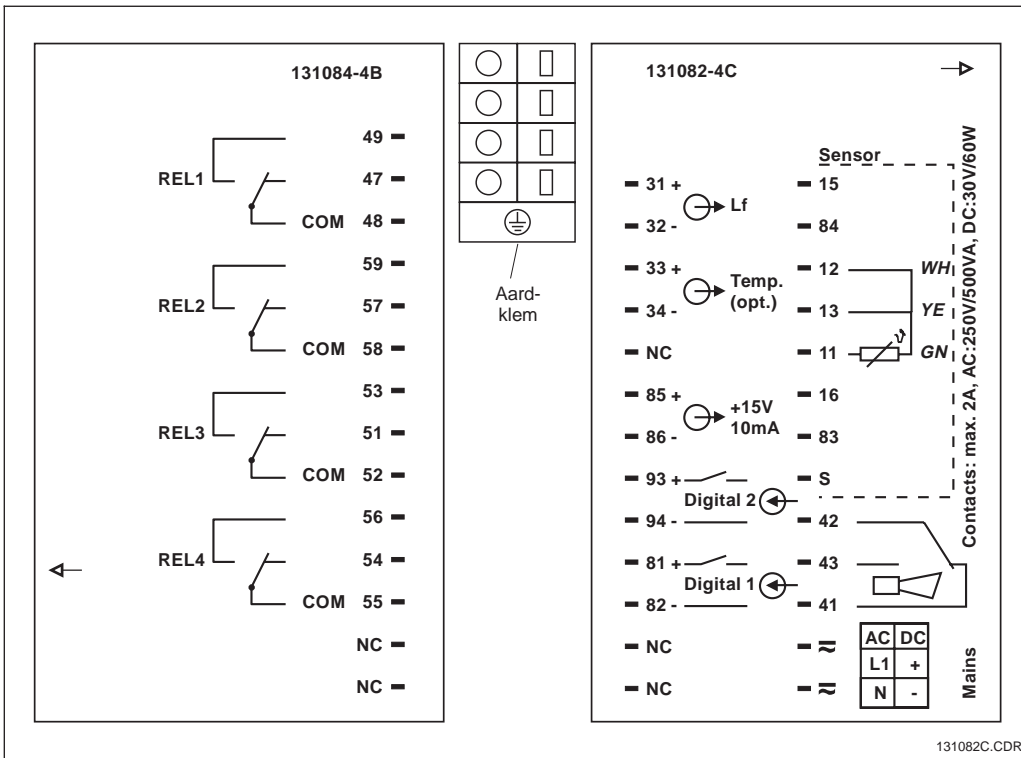 131084-4B
49
REL1
47
COM 48
59
REL2
57
COM 58
53
REL3
51
COM 52
56
REL4
54
COM 55
NC
NC
Aard-
klem
131082-4C
Sensor
31 +
Lf
32 -
33 +
Temp.
(opt.)
34 -
NC
85 +
+15V
10mA
86 -
93 +
Digital 2
94 -
81 +
Digital 1
82 -
NC
NC
15
84
12 WH
13 YE
11 GN
16
83
S
42
43
41
AC DC
L1 +
N -
Contacts: max. 2A, AC:250V/500VA, DC:30V/60W
Mains
131082C.CDR